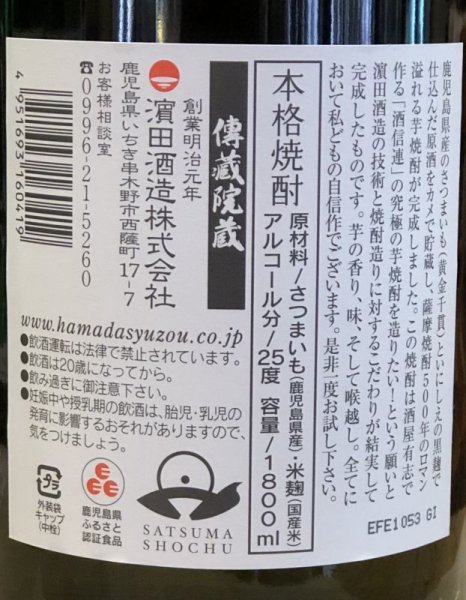 鹿児島県産のさつまいも(黄金千貫)といにしえの黒麹で
仕込んだ原酒をカメで貯蔵し、薩摩焼酎500年のロマン
溢れる芋焼酎が完成しました。この焼酎は酒屋有志で
作る「酒信連」の究極の芋焼酎を造りたい!という願いと
濵田酒造の技術と焼酎造りに対するこだわりが結実して
完成したものです。芋の香り、味、そして喉越し。全てに
おいて私どもの自信作でございます。是非一度お試し下さい。
本格焼酎
原材料/さつまいも(鹿児島県産)・米麹(国産米)
アルコール分/25度 容量/1800ml
傳蔵院蔵
創業明治元年
濵田酒造株式会社
鹿児島県いちき串木野市西薩町17-7
お客様相談室
☎0996-21-5260
4951693160419
www.hamadasyuzou.co.jp
●飲酒運転は法律で禁止されています。
●飲酒は20歳になってから。
●飲み過ぎに御注意下さい。
●妊娠中や授乳期の飲酒は、胎児・乳児の
発育に影響するおそれがありますので、
気をつけましょう。
プラ
外装袋
キャップ
(中栓)
鹿児島県
ふるさと
認証食品
SATSUMA
SHOCHU
EFE1053 GI